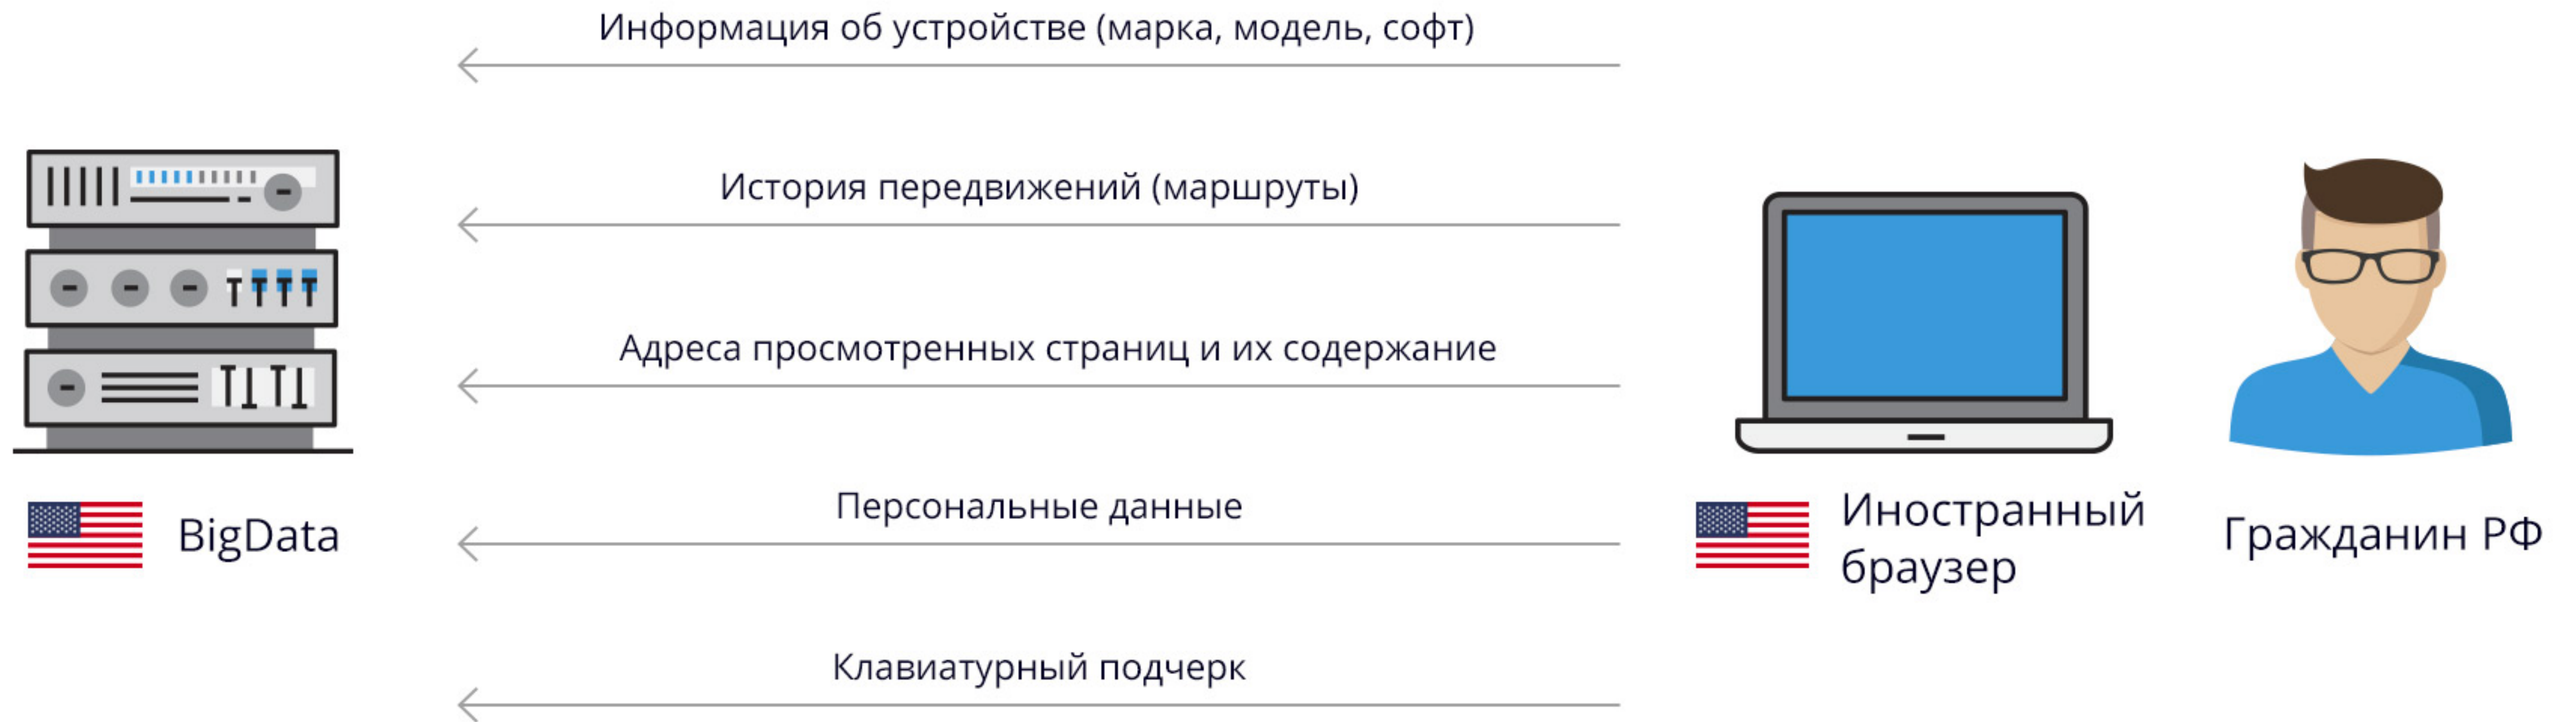 Информация об устройстве (марка, модель, софт)
История передвижений (маршруты)
Адреса просмотренных страниц и их содержание
Персональные данные
Клавиатурный подчерк
BigData
Иностранный
браузер
Гражданин РФ